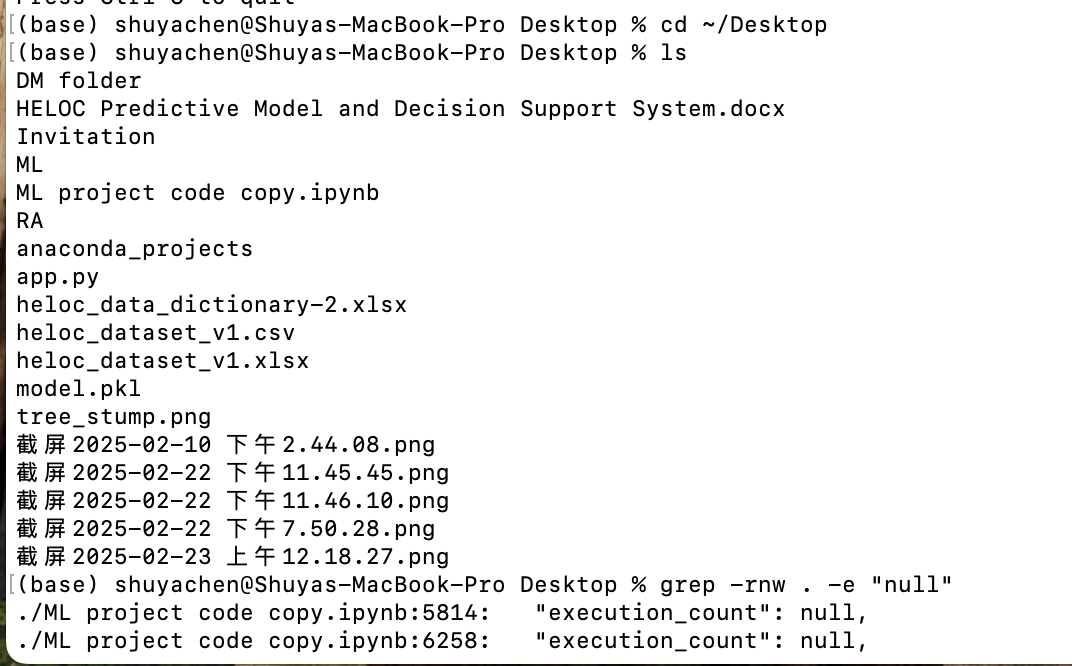 Press Ctrl-C to quit
(base) shuyachen@Shuyas-MacBook-Pro Desktop % cd ~/Desktop
(base) shuyachen@Shuyas-MacBook-Pro Desktop % ls
DM folder
HELOC Predictive Model and Decision Support System.docx
Invitation
ML
ML project code copy.ipynb
RA
anaconda_projects
app.py
heloc_data_dictionary-2.xlsx
heloc_dataset_v1.csv
heloc_dataset_v1.xlsx
model.pkl
tree_stump.png
截屏2025-02-10 下午2.44.08.png
截屏2025-02-22 下午11.45.45.png
截屏2025-02-22 下午11.46.10.png
截屏2025-02-22 下午7.50.28.png
截屏2025-02-23 上午12.18.27.png
(base) shuyachen@Shuyas-MacBook-Pro Desktop % grep -rnw . -e "null"
./ML project code copy.ipynb:5814:   "execution_count": null,
./ML project code copy.ipynb:6258:   "execution_count": null,